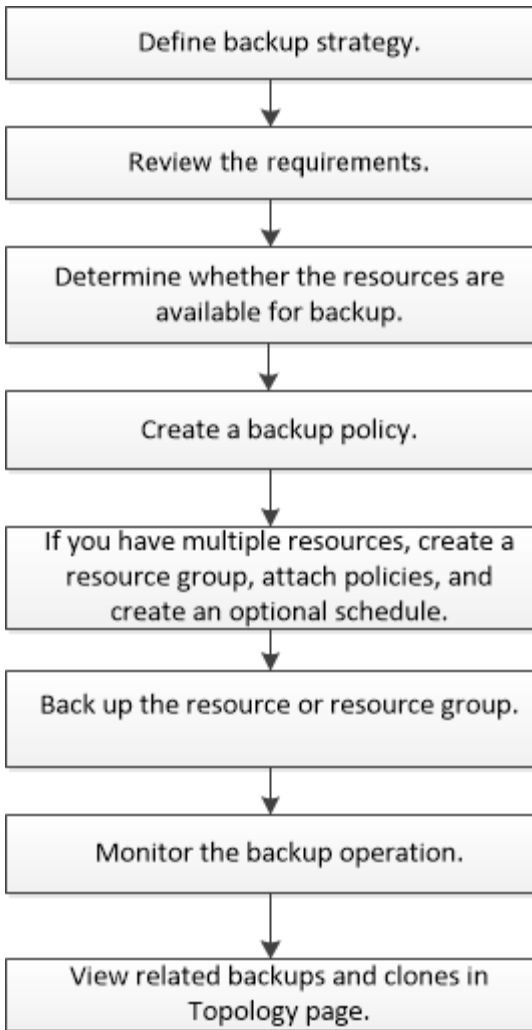 Define backup strategy.
Review the requirements.
Determine whether the resources are
available for backup.
Create a backup policy.
If you have multiple resources, create a
resource group, attach policies, and
create an optional schedule.
Back up the resource or resource group.
Monitor the backup operation.
View related backups and clones in
Topology page.